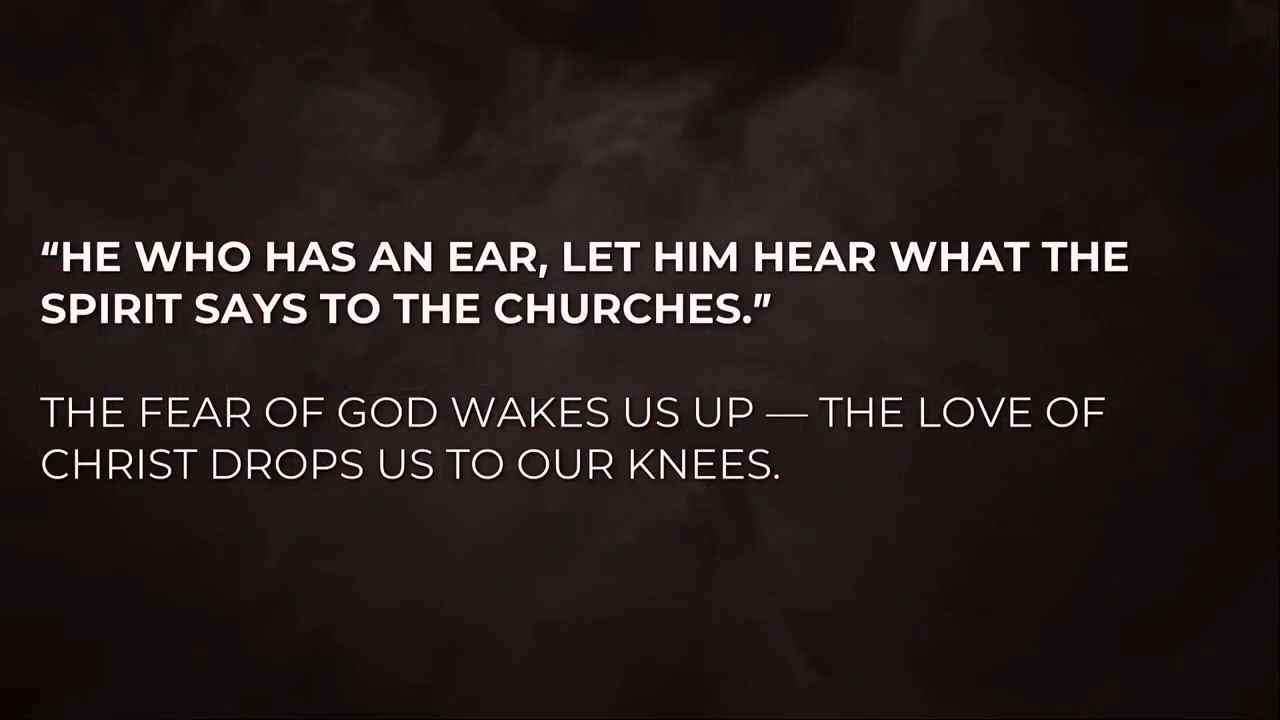 “HE WHO HAS AN EAR, LET HIM HEAR WHAT THE
SPIRIT SAYS TO THE CHURCHES.”
THE FEAR OF GOD WAKES US UP — THE LOVE OF
CHRIST DROPS US TO OUR KNEES.